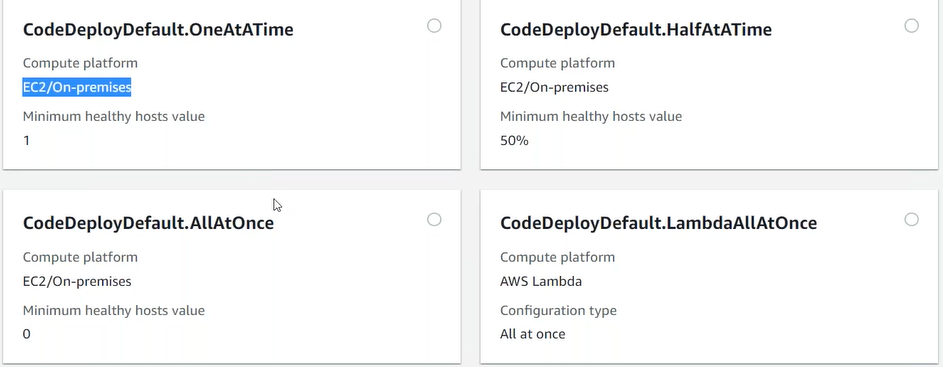 CodeDeployDefault.OneAtATime
Compute platform
EC2/On-premises
Minimum healthy hosts value
1
CodeDeployDefault.HalfAtATime
Compute platform
EC2/On-premises
Minimum healthy hosts value
50%
CodeDeployDefault.AllAtOnce
Compute platform
EC2/On-premises
Minimum healthy hosts value
0
CodeDeployDefault.LambdaAllAtOnce
Compute platform
AWS Lambda
Configuration type
All at once